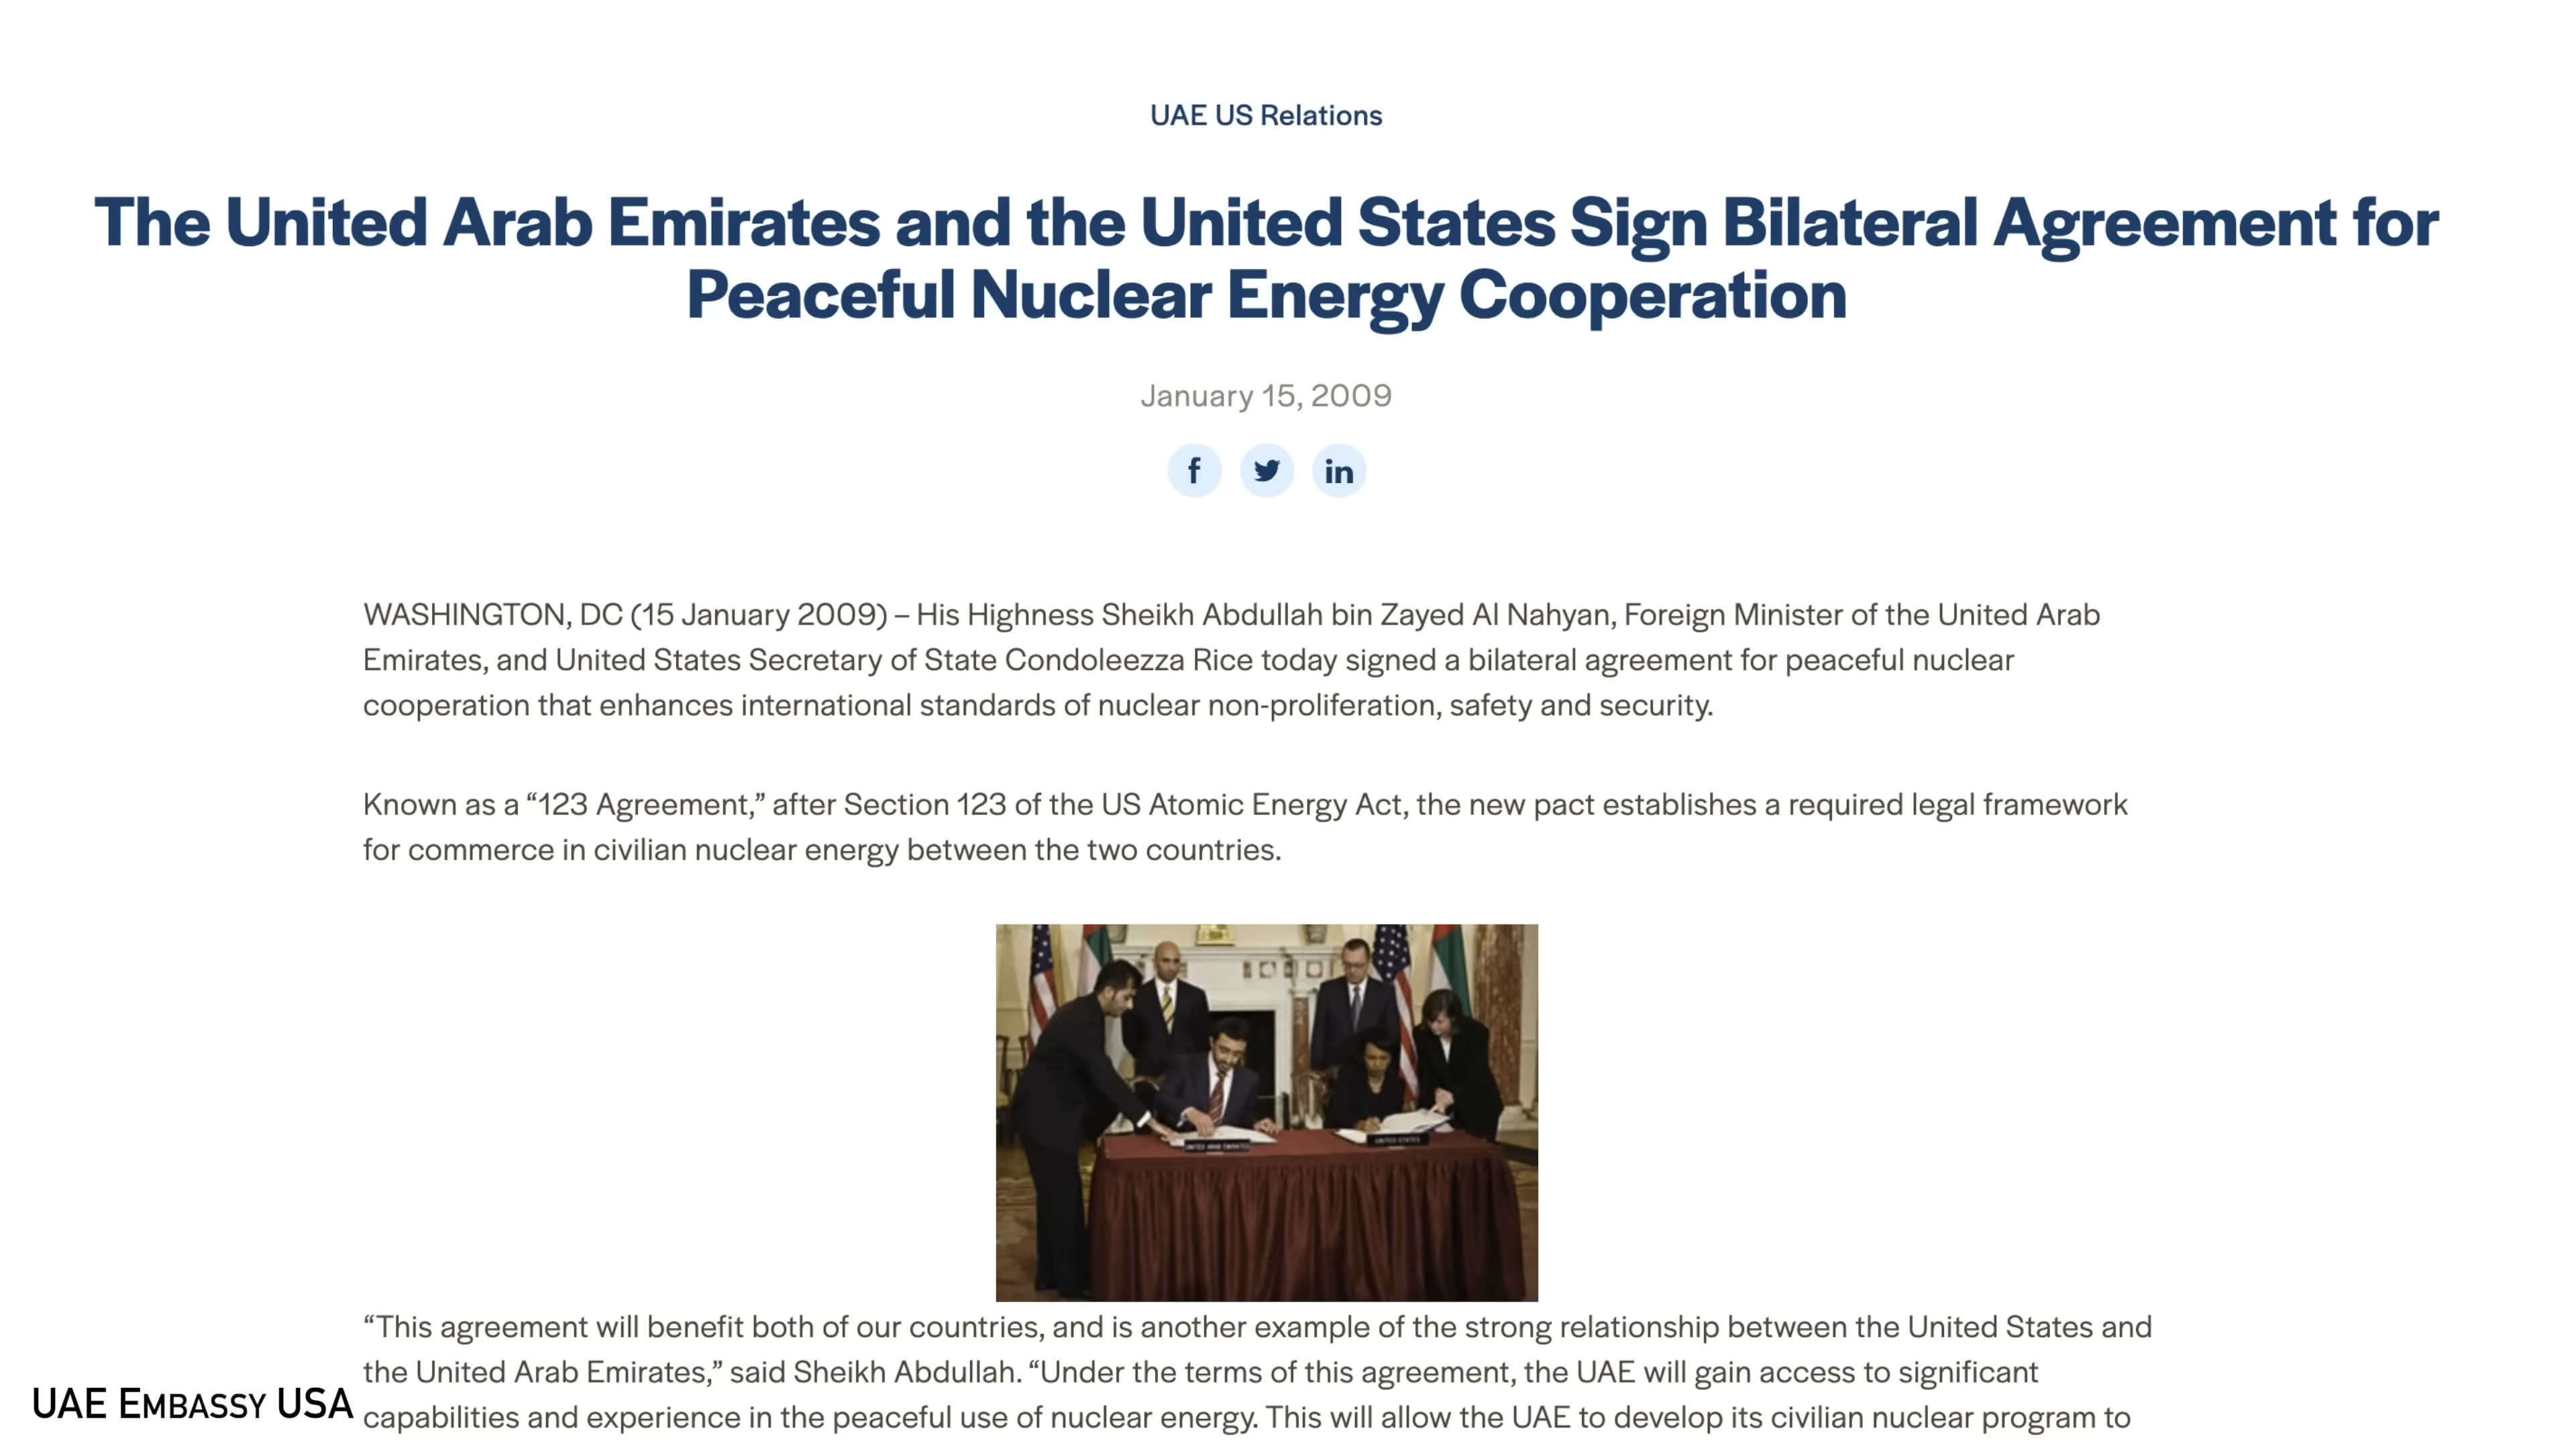 UAE US Relations
The United Arab Emirates and the United States Sign Bilateral Agreement for
Peaceful Nuclear Energy Cooperation
January 15, 2009
f
in
WASHINGTON, DC (15 January 2009) – His Highness Sheikh Abdullah bin Zayed Al Nahyan, Foreign Minister of the United Arab
Emirates, and United States Secretary of State Condoleezza Rice today signed a bilateral agreement for peaceful nuclear
cooperation that enhances international standards of nuclear non-proliferation, safety and security.
Known as a “123 Agreement,” after Section 123 of the US Atomic Energy Act, the new pact establishes a required legal framework
for commerce in civilian nuclear energy between the two countries.
UNITED ARAB EMIRATES
UNITED STATES
“This agreement will benefit both of our countries, and is another example of the strong relationship between the United States and
the United Arab Emirates,” said Sheikh Abdullah. “Under the terms of this agreement, the UAE will gain access to significant
capabilities and experience in the peaceful use of nuclear energy. This will allow the UAE to develop its civilian nuclear program to
UAE EMBASSY USA